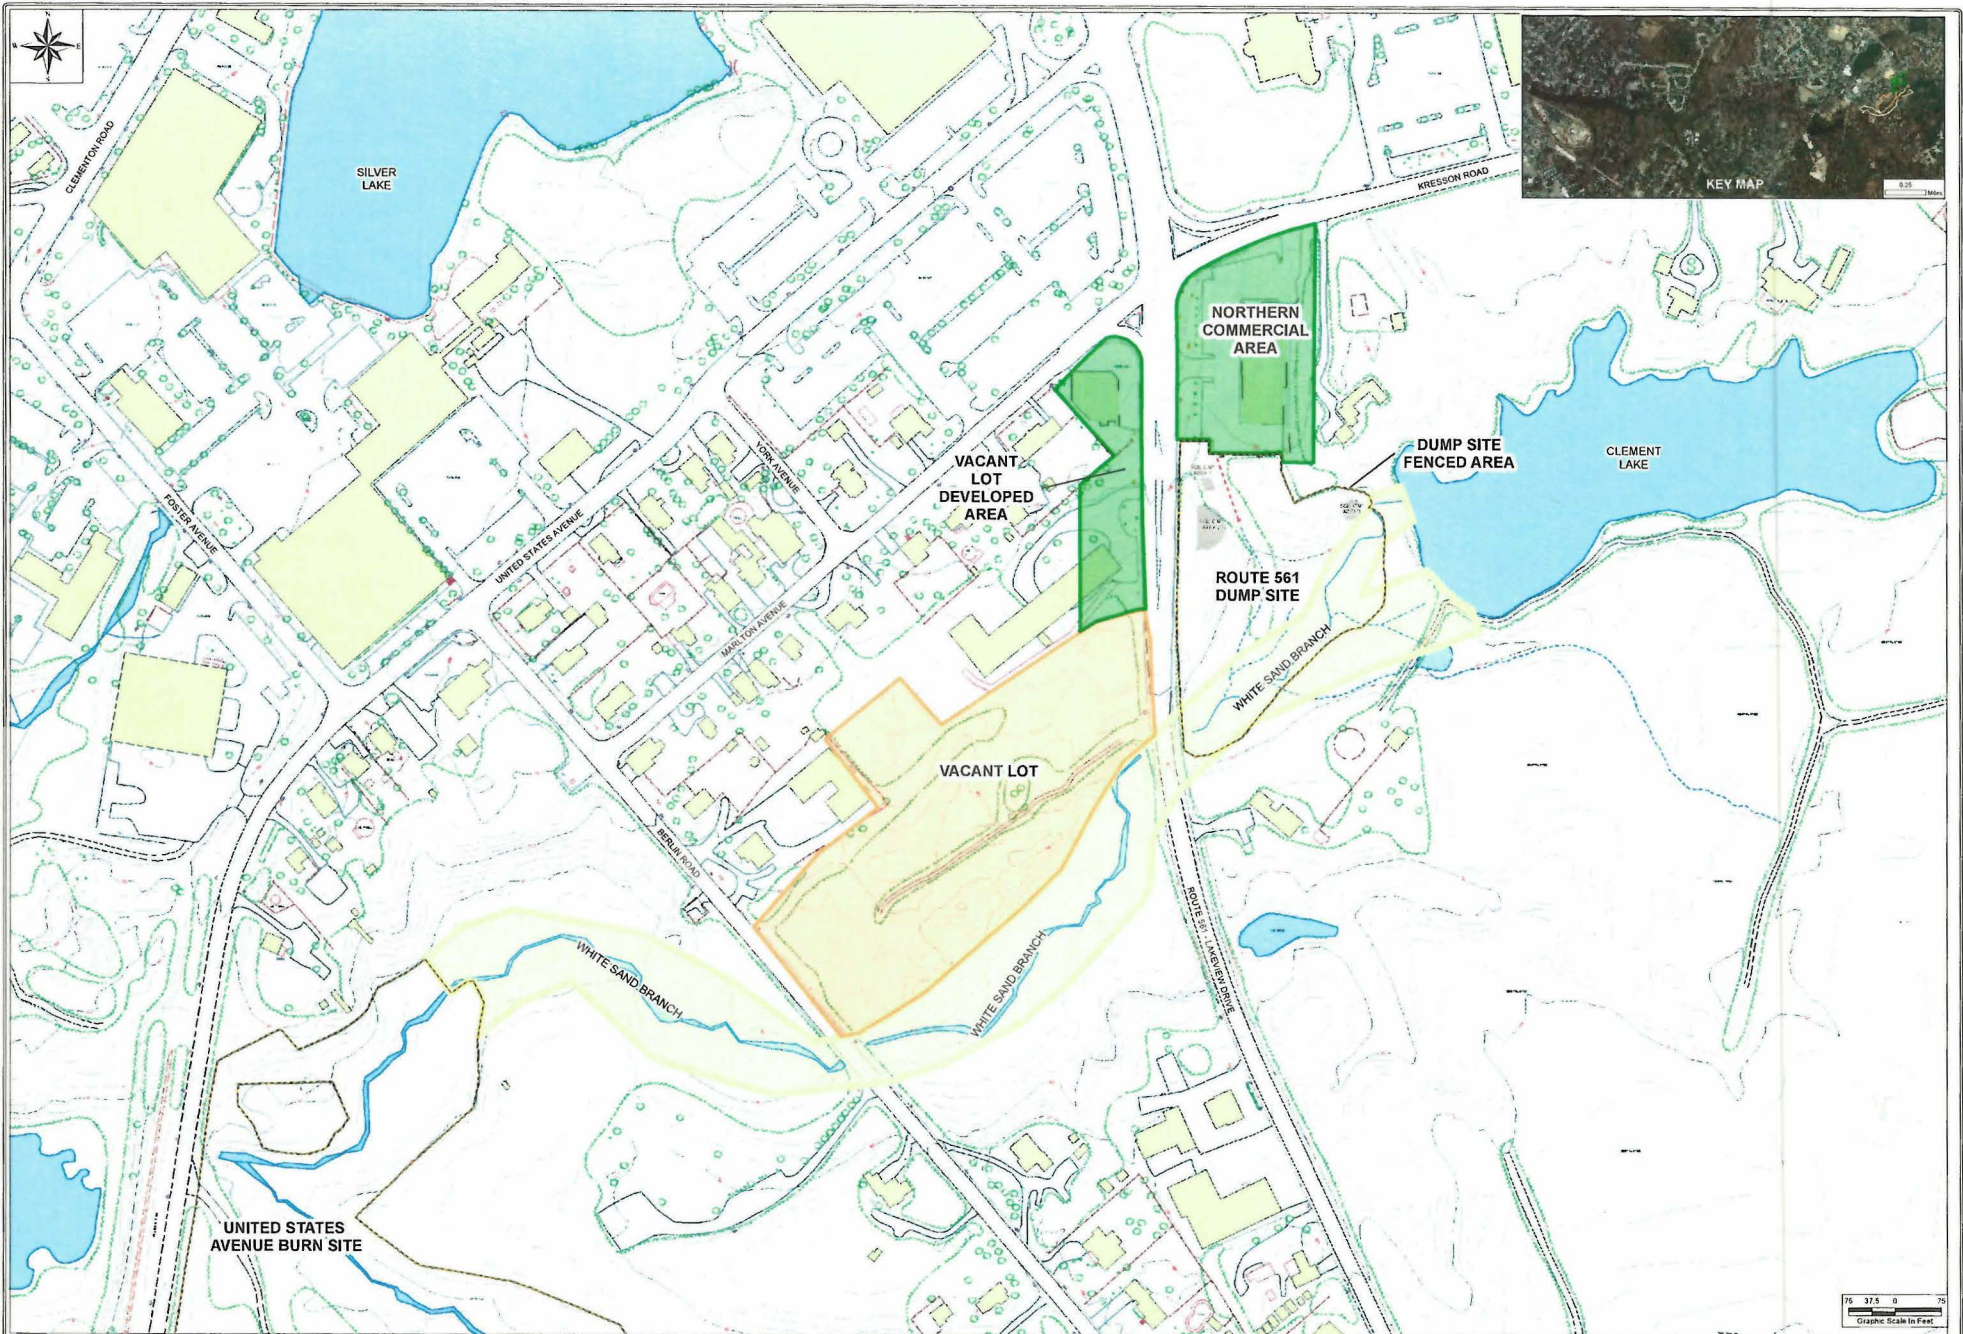 N
E
KEY MAP
0.25
Miles
CLEMENTON ROAD
SILVER
LAKE
KRESSON ROAD
NORTHERN
COMMERCIAL
AREA
DUMP SITE
FENCED AREA
CLEMENT
LAKE
VACANT
LOT
DEVELOPED
AREA
YORK AVENUE
FOSTER AVENUE
UNITED STATES AVENUE
MARLTON AVENUE
ROUTE 561
DUMP SITE
WHITE SAND BRANCH
VACANT LOT
BERLIN ROAD
ROUTE 561 - LAKEVIEW DRIVE
WHITE SAND BRANCH
WHITE SAND BRANCH
UNITED STATES
AVENUE BURN SITE
75 37.5 0 75
Graphic Scale In Feet